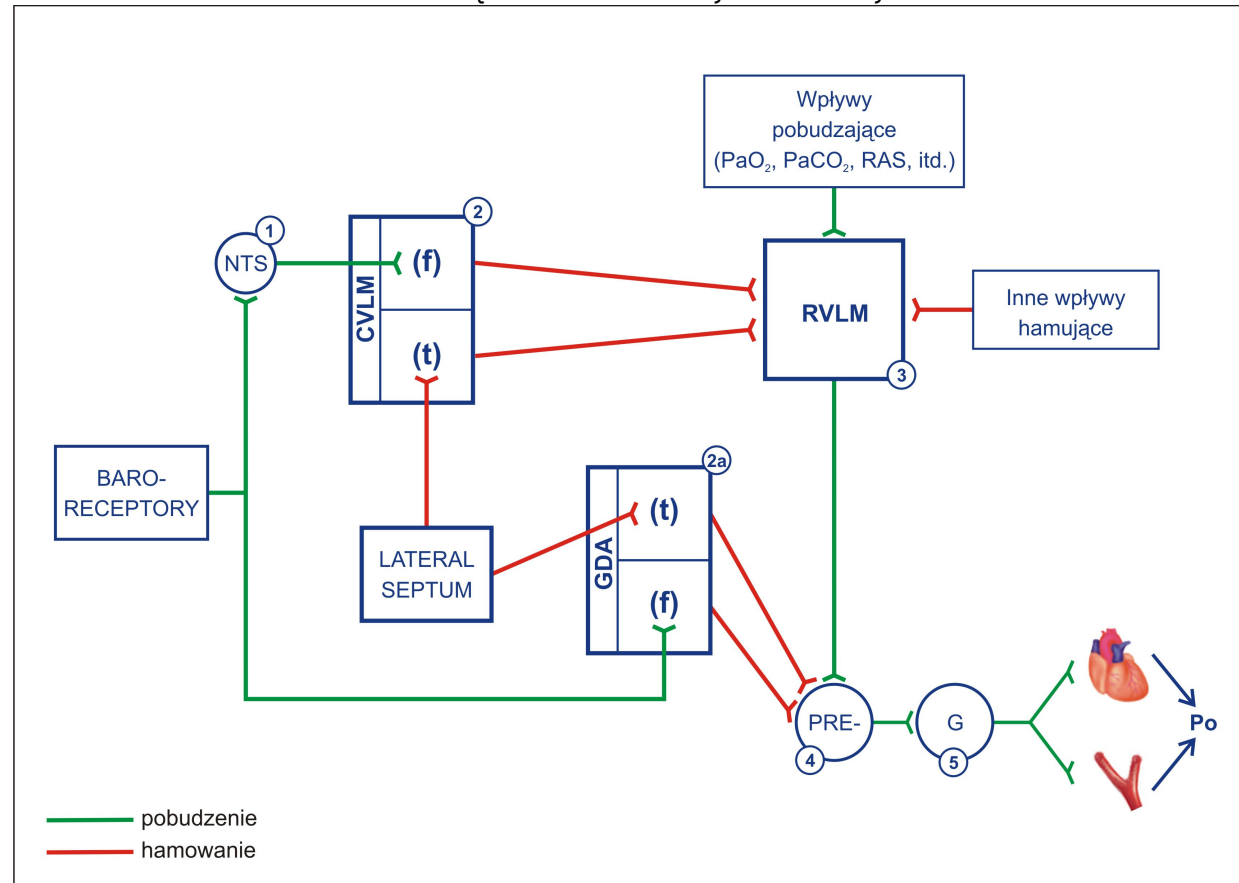 Wpływy
pobudzające
(PaO₂, PaCO₂, RAS, itd.)
1
NTS
2
CVLM
(f)
(t)
RVLM
3
Inne wpływy
hamujące
BARO-
RECEPTORY
LATERAL
SEPTUM
2a
GDA
(t)
(f)
PRE-
4
G
5
Po
pobudzenie
hamowanie